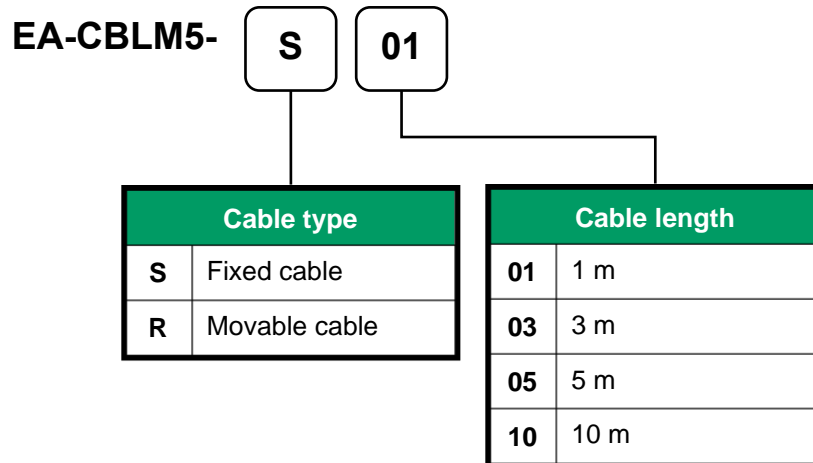 EA-CBLM5- S 01
Cable type
S Fixed cable
R Movable cable
Cable length
01 1 m
03 3 m
05 5 m
10 10 m